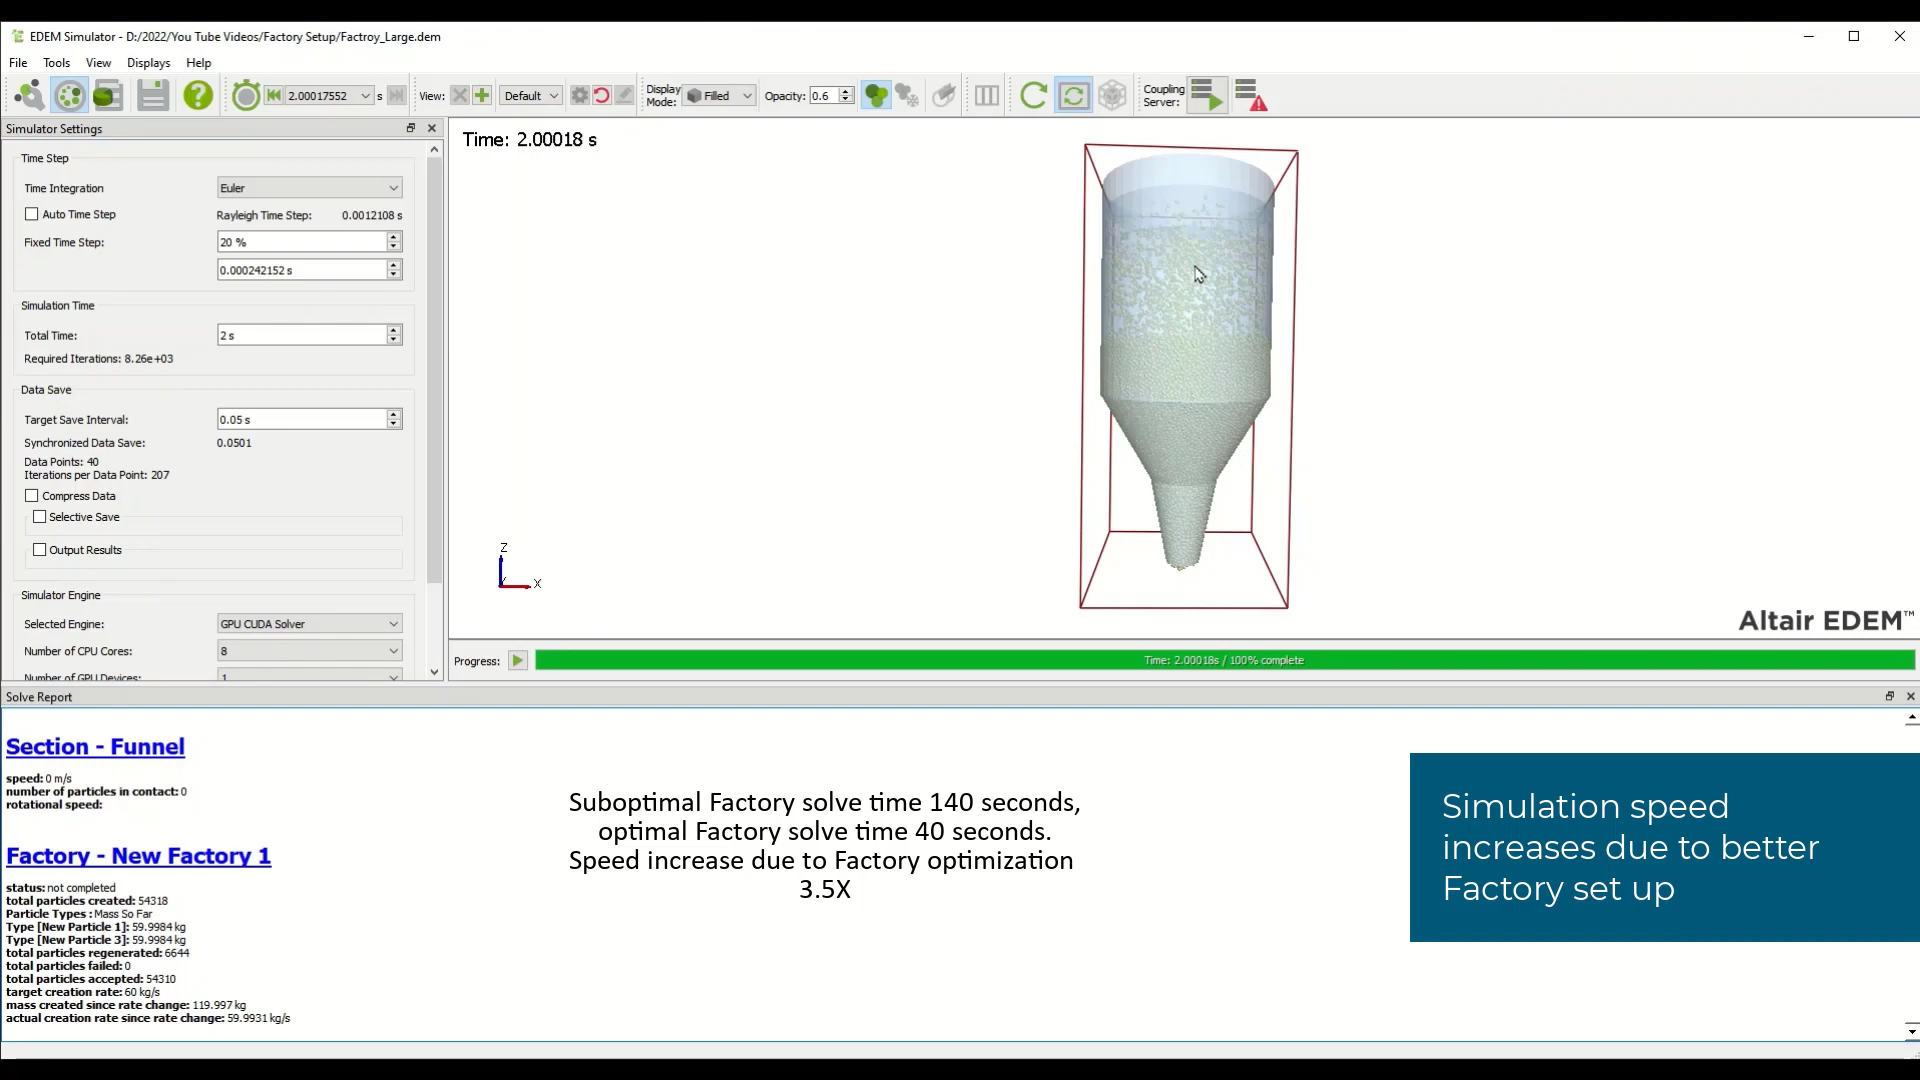 EDEM Simulator - D:/2022/You Tube Videos/Factory Setup/Factroy_Large.dem
File Tools View Displays Help
2.00017552 s View: Default Display Mode: Filled Opacity: 0.6 Coupling Server:
Simulator Settings
Time Step
Time Integration Euler
Auto Time Step Rayleigh Time Step: 0.0012108 s
Fixed Time Step: 20 %
0.000242152 s
Simulation Time
Total Time: 2 s
Required Iterations: 8.26e+03
Data Save
Target Save Interval: 0.05 s
Synchronized Data Save: 0.0501
Data Points: 40
Iterations per Data Point: 207
Compress Data
Selective Save
Output Results
Simulator Engine
Selected Engine: GPU CUDA Solver
Number of CPU Cores: 8
Number of GPU Devices: 1
Time: 2.00018 s
Z
Y
X
Altair EDEM™
Progress: Time: 2.00018s / 100% complete
Solve Report
Section - Funnel
speed: 0 m/s
number of particles in contact: 0
rotational speed:
Factory - New Factory 1
status: not completed
total particles created: 54318
Particle Types : Mass So Far
Type [New Particle 1]: 59.9984 kg
Type [New Particle 3]: 59.9984 kg
total particles regenerated: 6644
total particles failed: 0
total particles accepted: 54310
target creation rate: 60 kg/s
mass created since rate change: 119.997 kg
actual creation rate since rate change: 59.9931 kg/s
Suboptimal Factory solve time 140 seconds,
optimal Factory solve time 40 seconds.
Speed increase due to Factory optimization
3.5X
Simulation speed
increases due to better
Factory set up